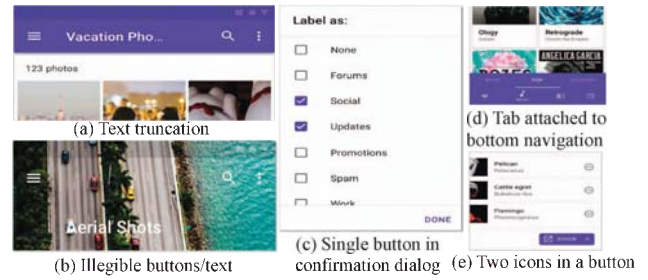 Vacation Pho...
123 photos
(a) Text truncation
Aerial Shots
(b) Illegible buttons/text
Label as:
None
Forums
Social
Updates
Promotions
Spam
Work
DONE
(c) Single button in
confirmation dialog
Ology
Retrograde
ANGELICA GARCIA
(d) Tab attached to
bottom navigation
Pelican
Pelecanus
Cattle egret
Flamingo
(e) Two icons in a button